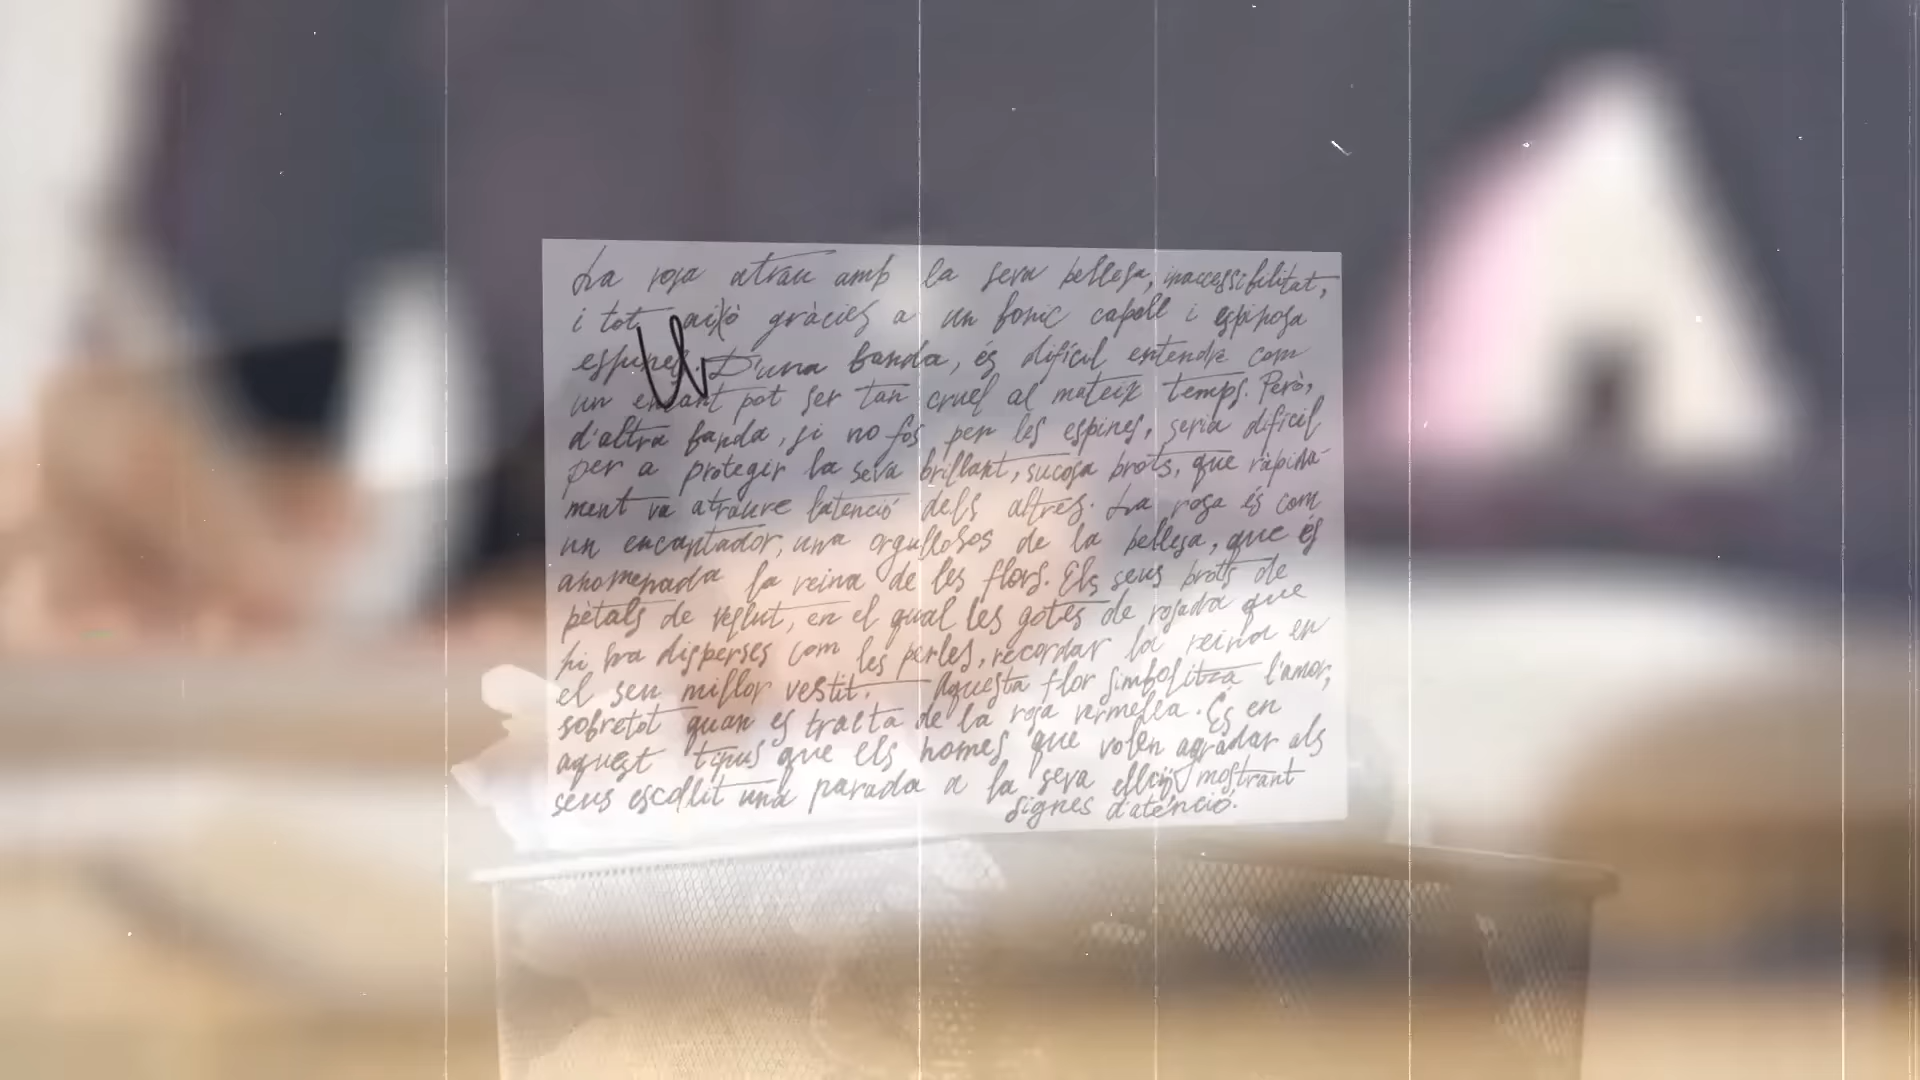 La rosa atrau amb la seva bellesa, inaccessibilitat,
i tot això gràcies a un bonic capell i espinosa
espines. D'una banda, és difícil entendre com
un encant pot ser tan cruel al mateix temps. Però,
d'altra banda, si no fos per les espines, seria difícil
per a protegir la seva brillant, sucosa brots, que ràpida-
ment va atraure l'atenció dels altres. La rosa és com
un encantador, una orgullosos de la bellesa, que és
anomenada la reina de les flors. Els seus brots de
pètals de vellut, en el qual les gotes de rosada que
hi ha disperses com les perles, recordar la reina en
el seu millor vestit. Aquesta flor simbolitza l'amor,
sobretot quan es tracta de la rosa vermella. És en
aquest tipus que els homes que volen agradar als
seus escollit una parada a la seva mostrant
signes d'atenció.